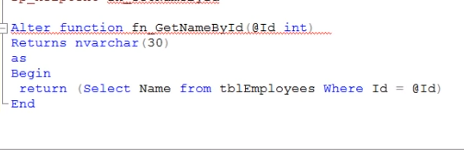 Alter function fn_GetNameById(@Id int)
Returns nvarchar(30)
as
Begin
return (Select Name from tblEmployees Where Id = @Id)
End